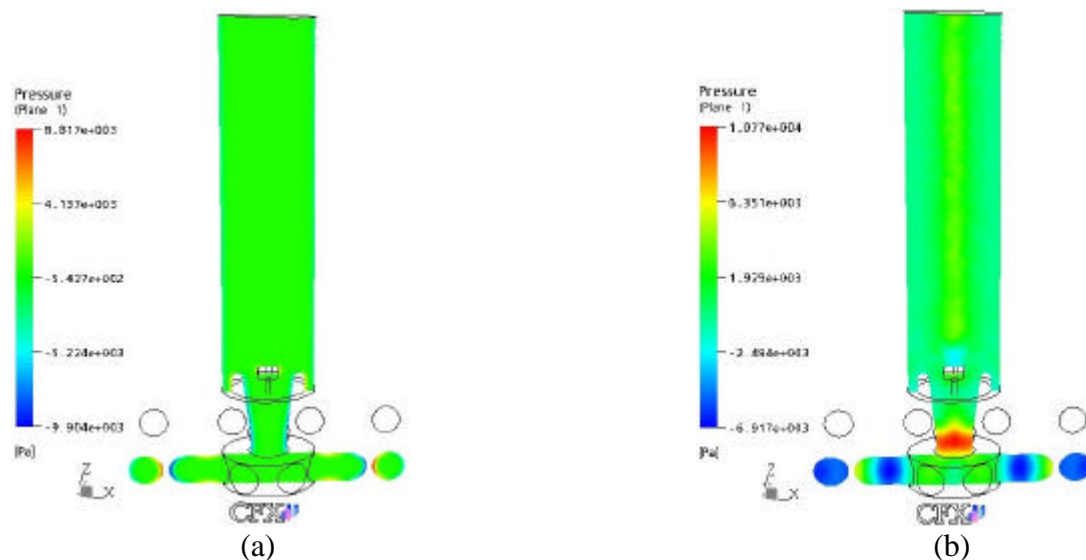 Pressure
(Plane 1)
8.817e+003
4.137e+003
-5.427e+002
-5.224e+003
-9.904e+003
[Pa]
Z
X
CFX
(a)
Pressure
(Plane 1)
1.077e+004
6.351e+003
1.929e+003
-2.494e+003
-6.917e+003
[Pa]
Z
X
CFX
(b)